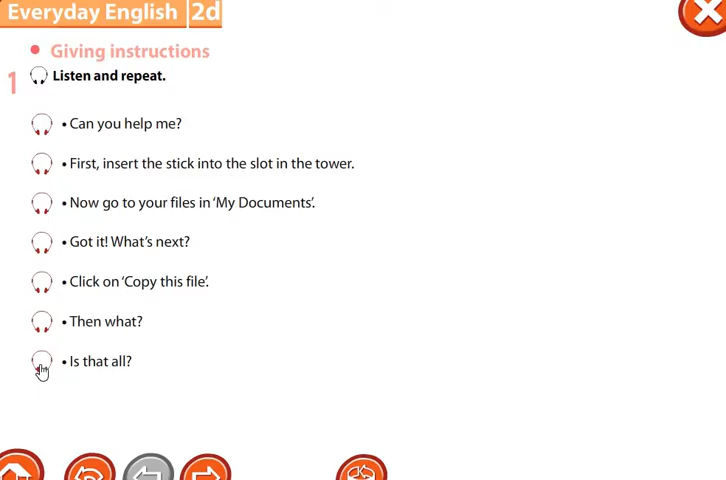 Everyday English 2d
• Giving instructions
1 Listen and repeat.
• Can you help me?
• First, insert the stick into the slot in the tower.
• Now go to your files in ‘My Documents’.
• Got it! What’s next?
• Click on ‘Copy this file’.
• Then what?
• Is that all?